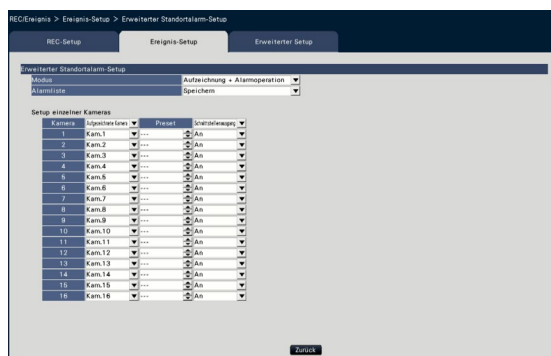 REC/Ereignis > Ereignis-Setup > Erweiterter Standortalarm-Setup
REC-Setup Ereignis-Setup Erweiterter Setup
Erweiterter Standortalarm-Setup
Modus Aufzeichnung + Alarmoperation
Alarmliste Speichern
Setup einzelner Kameras
Kamera Aufgezeichnete Kamera Preset Schnittstellenausgang
1 Kam.1 --- An
2 Kam.2 --- An
3 Kam.3 --- An
4 Kam.4 --- An
5 Kam.5 --- An
6 Kam.6 --- An
7 Kam.7 --- An
8 Kam.8 --- An
9 Kam.9 --- An
10 Kam.10 --- An
11 Kam.11 --- An
12 Kam.12 --- An
13 Kam.13 --- An
14 Kam.14 --- An
15 Kam.15 --- An
16 Kam.16 --- An
Zurück